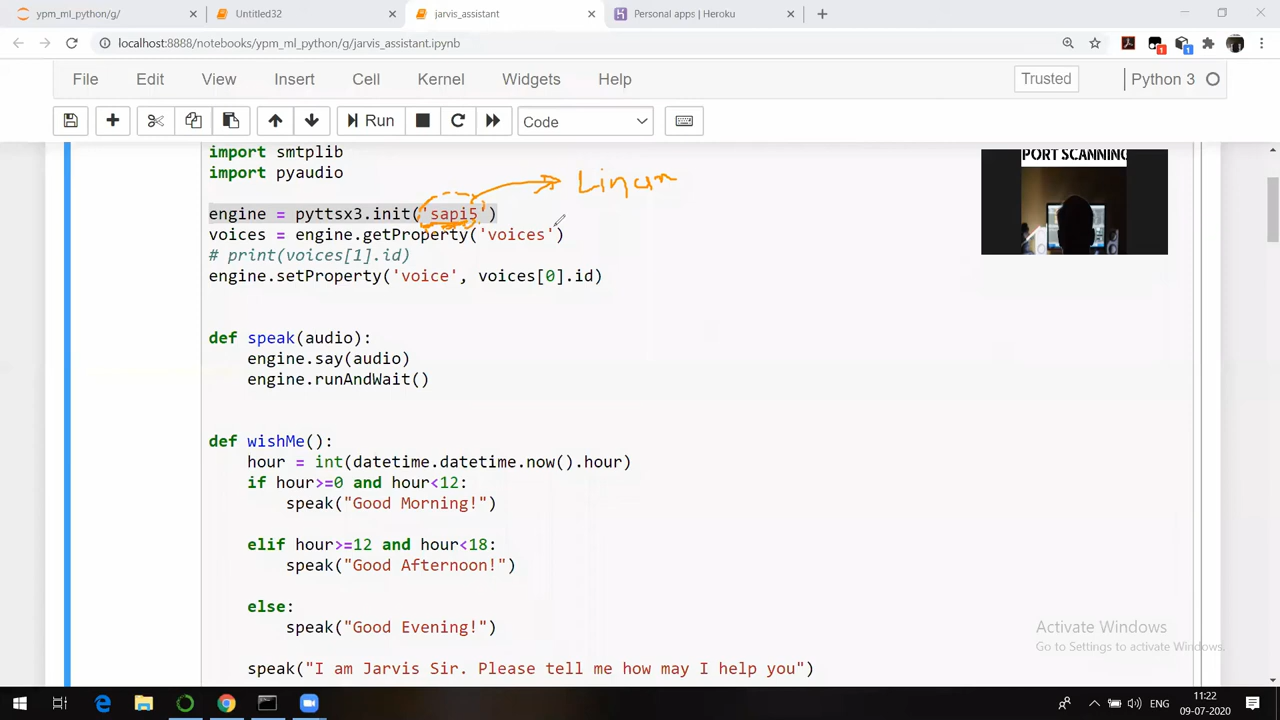 ypm_ml_python/g/
Untitled32
jarvis_assistant
Personal apps | Heroku
localhost:8888/notebooks/ypm_ml_python/g/jarvis_assistant.ipynb
File Edit View Insert Cell Kernel Widgets Help
Trusted
Python 3
Run
Code
import smtplib
import pyaudio
PORT SCANNING
Linux
engine = pyttsx3.init('sapi5')
voices = engine.getProperty('voices')
# print(voices[1].id)
engine.setProperty('voice', voices[0].id)
def speak(audio):
engine.say(audio)
engine.runAndWait()
def wishMe():
hour = int(datetime.datetime.now().hour)
if hour>=0 and hour<12:
speak("Good Morning!")
elif hour>=12 and hour<18:
speak("Good Afternoon!")
else:
speak("Good Evening!")
speak("I am Jarvis Sir. Please tell me how may I help you")
Activate Windows
Go to Settings to activate Windows.
ENG
11:22
09-07-2020